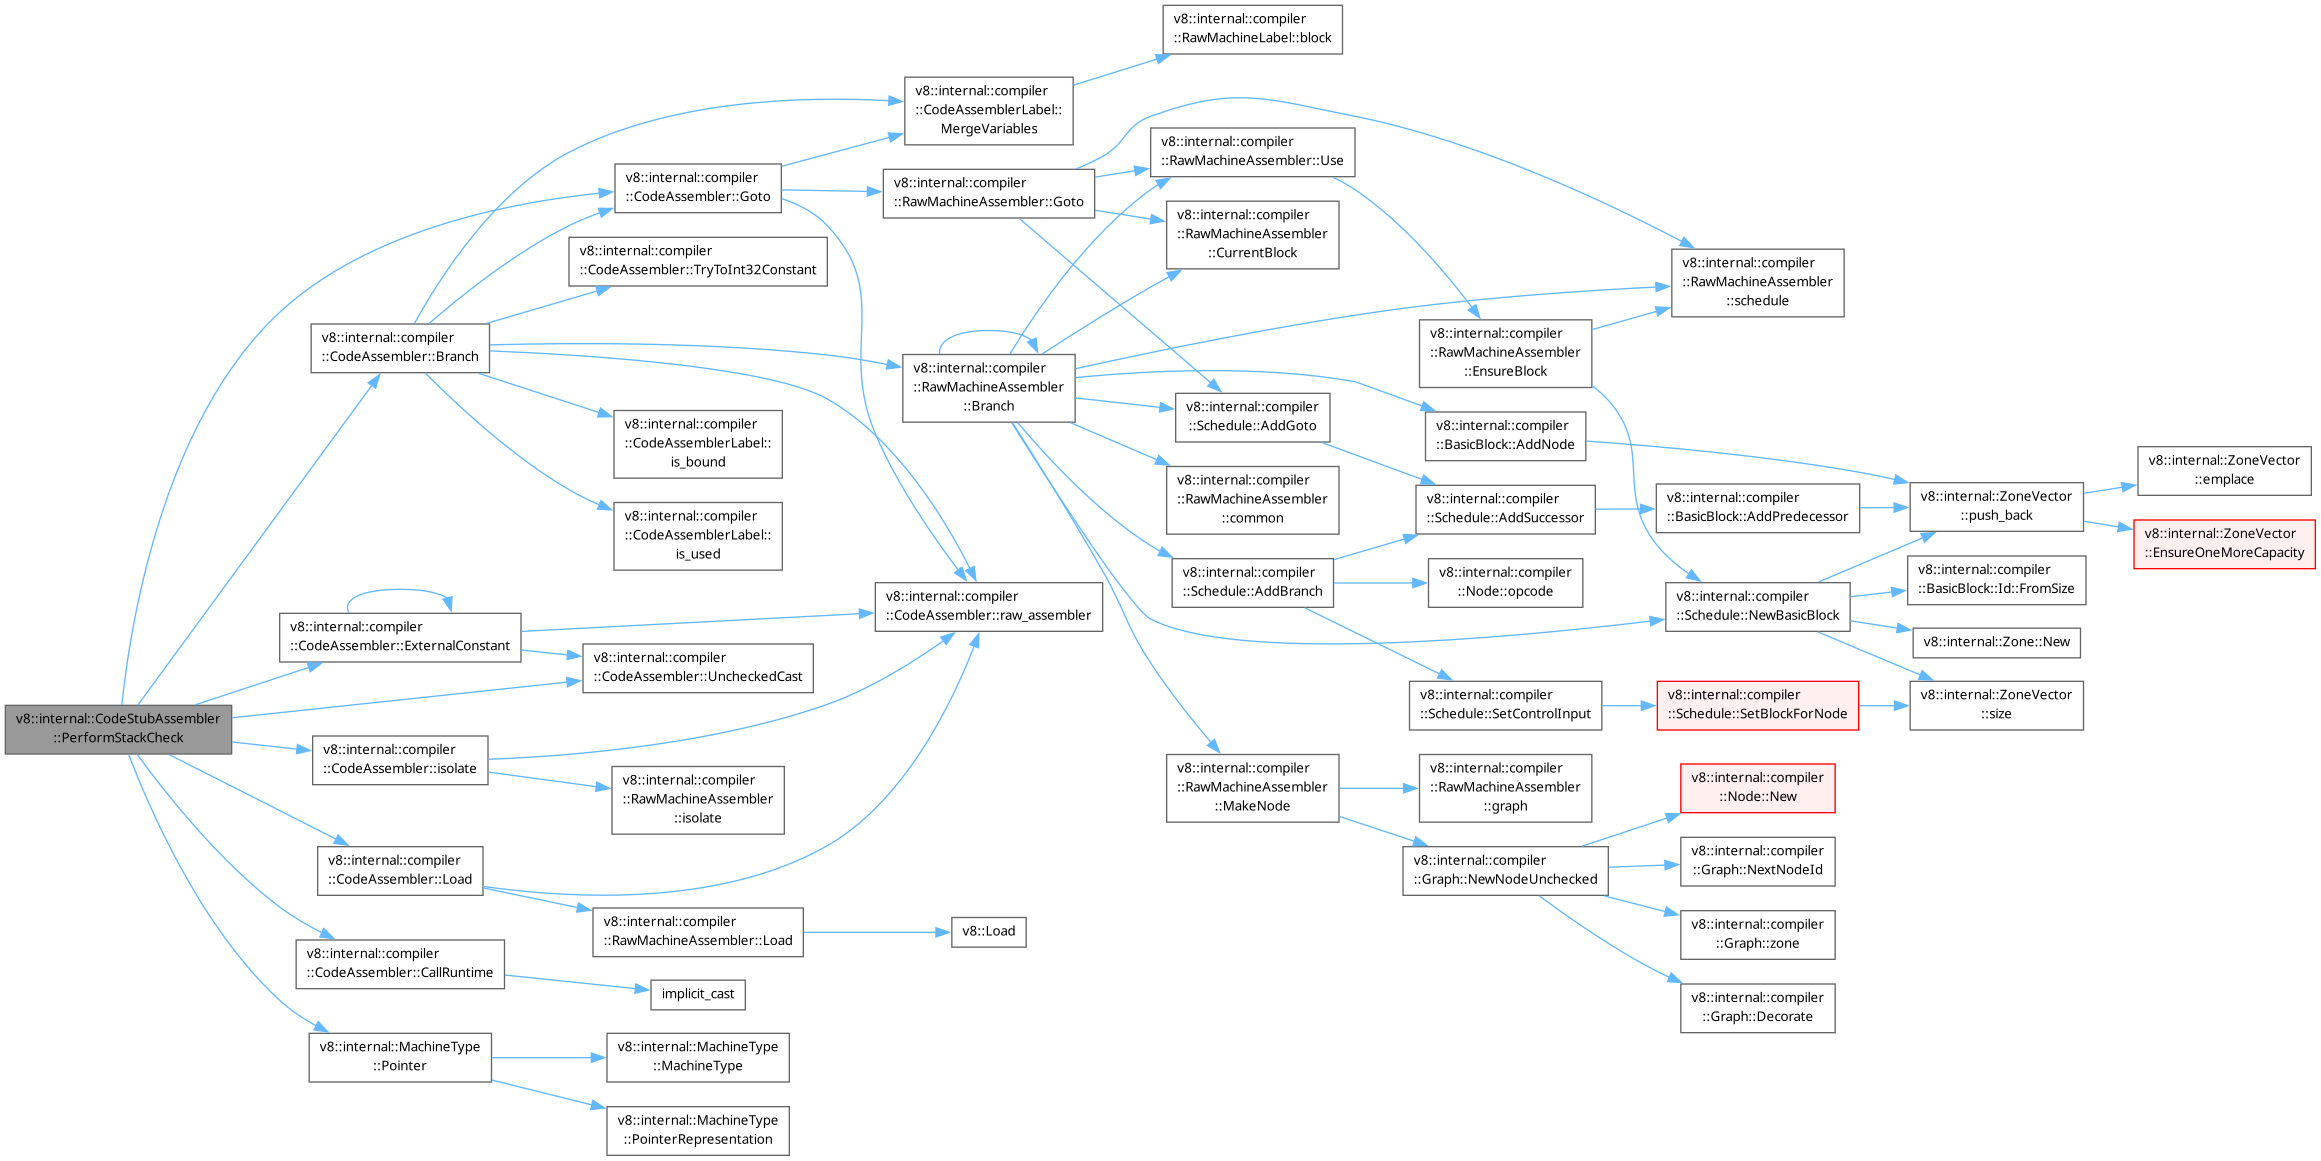 v8::internal::CodeStubAssembler
::PerformStackCheck
v8::internal::compiler
::CodeAssembler::Branch
v8::internal::compiler
::CodeAssembler::ExternalConstant
v8::internal::compiler
::CodeAssembler::isolate
v8::internal::compiler
::CodeAssembler::Load
v8::internal::compiler
::CodeAssembler::CallRuntime
v8::internal::MachineType
::Pointer
v8::internal::compiler
::CodeAssembler::Goto
v8::internal::compiler
::CodeAssembler::TryToInt32Constant
v8::internal::compiler
::CodeAssemblerLabel::
is_bound
v8::internal::compiler
::CodeAssemblerLabel::
is_used
v8::internal::compiler
::CodeAssembler::UncheckedCast
v8::internal::compiler
::RawMachineAssembler
::isolate
v8::internal::compiler
::RawMachineAssembler::Load
implicit_cast
v8::internal::MachineType
::MachineType
v8::internal::MachineType
::PointerRepresentation
v8::internal::compiler
::CodeAssemblerLabel::
MergeVariables
v8::internal::compiler
::RawMachineAssembler::Goto
v8::internal::compiler
::RawMachineAssembler
::Branch
v8::internal::compiler
::CodeAssembler::raw_assembler
v8::Load
v8::internal::compiler
::RawMachineLabel::block
v8::internal::compiler
::RawMachineAssembler::Use
v8::internal::compiler
::RawMachineAssembler
::CurrentBlock
v8::internal::compiler
::Schedule::AddGoto
v8::internal::compiler
::RawMachineAssembler
::common
v8::internal::compiler
::Schedule::AddBranch
v8::internal::compiler
::RawMachineAssembler
::MakeNode
v8::internal::compiler
::RawMachineAssembler
::EnsureBlock
v8::internal::compiler
::BasicBlock::AddNode
v8::internal::compiler
::Schedule::AddSuccessor
v8::internal::compiler
::Node::opcode
v8::internal::compiler
::Schedule::SetControlInput
v8::internal::compiler
::RawMachineAssembler
::graph
v8::internal::compiler
::Graph::NewNodeUnchecked
v8::internal::compiler
::RawMachineAssembler
::schedule
v8::internal::compiler
::BasicBlock::AddPredecessor
v8::internal::compiler
::Schedule::NewBasicBlock
v8::internal::compiler
::Schedule::SetBlockForNode
v8::internal::compiler
::Node::New
v8::internal::compiler
::Graph::NextNodeId
v8::internal::compiler
::Graph::zone
v8::internal::compiler
::Graph::Decorate
v8::internal::ZoneVector
::push_back
v8::internal::compiler
::BasicBlock::Id::FromSize
v8::internal::Zone::New
v8::internal::ZoneVector
::size
v8::internal::ZoneVector
::emplace
v8::internal::ZoneVector
::EnsureOneMoreCapacity